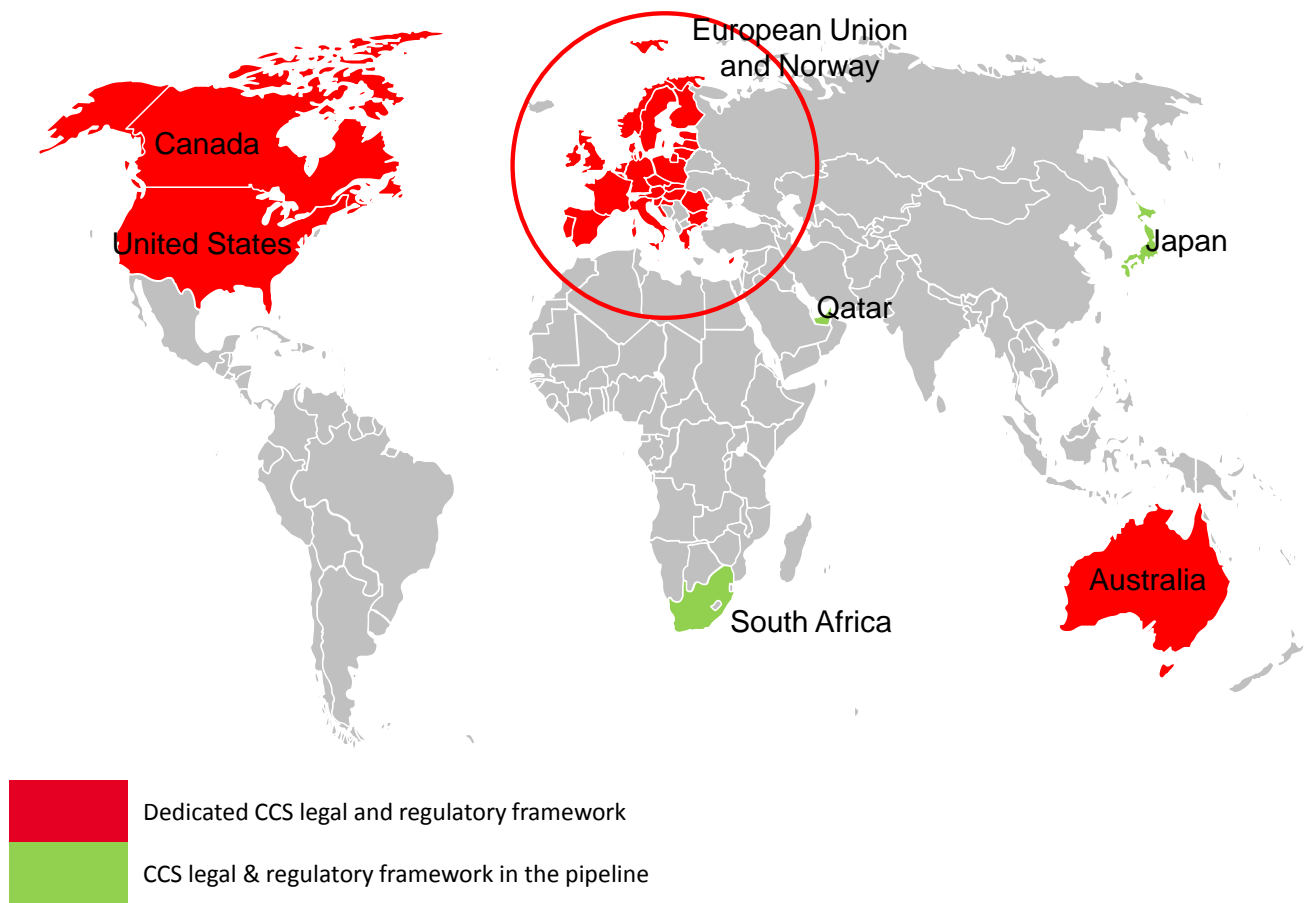 European Union
and Norway
Canada
United States
Japan
Qatar
Australia
South Africa
Dedicated CCS legal and regulatory framework
CCS legal & regulatory framework in the pipeline